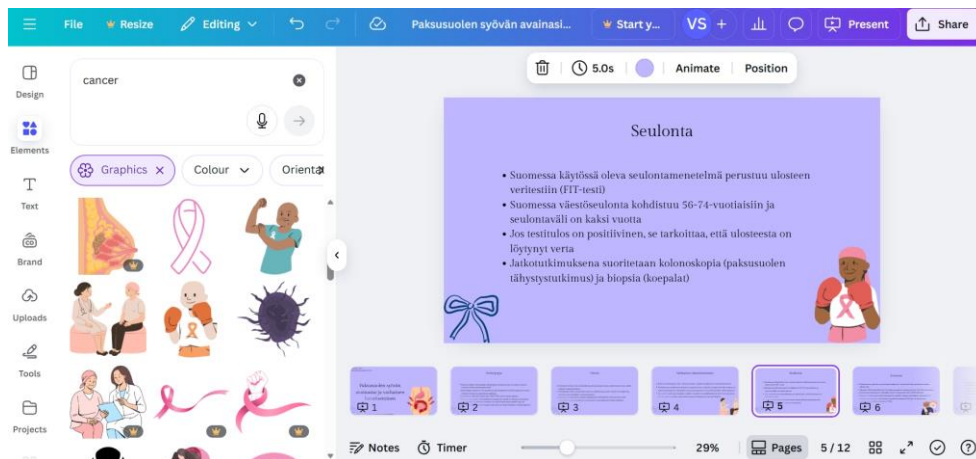 File
Resize
Editing
Paksusuolen syövän avainasi...
Start y...
VS
+
Present
Share
Design
Elements
Text
Brand
Uploads
Tools
Projects
cancer
Graphics
Colour
5.0s
Animate
Position
Seulonta
• Suomessa käytössä oleva seulontamenetelmä perustuu ulosteen
veritestiin (FIT-testi)
• Suomessa väestöseulonta kohdistuu 56-74-vuotiaisiin ja
seulontaväli on kaksi vuotta
• Jos testitulos on positiivinen, se tarkoittaa, että ulosteesta on
löytynyt verta
• Jatkotutkimuksena suoritetaan kolonoskopia (paksusuolen
tähystystutkimus) ja biopsia (koepalat)
1
2
3
4
5
6
Notes
Timer
29%
Pages
5 / 12